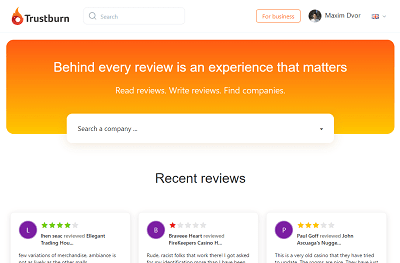 Trustburn
Search
For business
Maxim Dvor
Behind every review is an experience that matters
Read reviews. Write reviews. Find companies.
Search a company ...
Recent reviews
L
Ihen seac reviewed Ellegant
Trading Hou...
few variations of merchandise, ambiance is
not as lively as the other malls
B
Braveee Heart reviewed
FireKeepers Casino H...
Rude, racist folks that work there! I got asked
for my identification more than I have been
P
Paul Goff reviewed John
Ascuaga's Nugge...
This is a very old casino that they have tried
to update. The rooms are nice. They have just